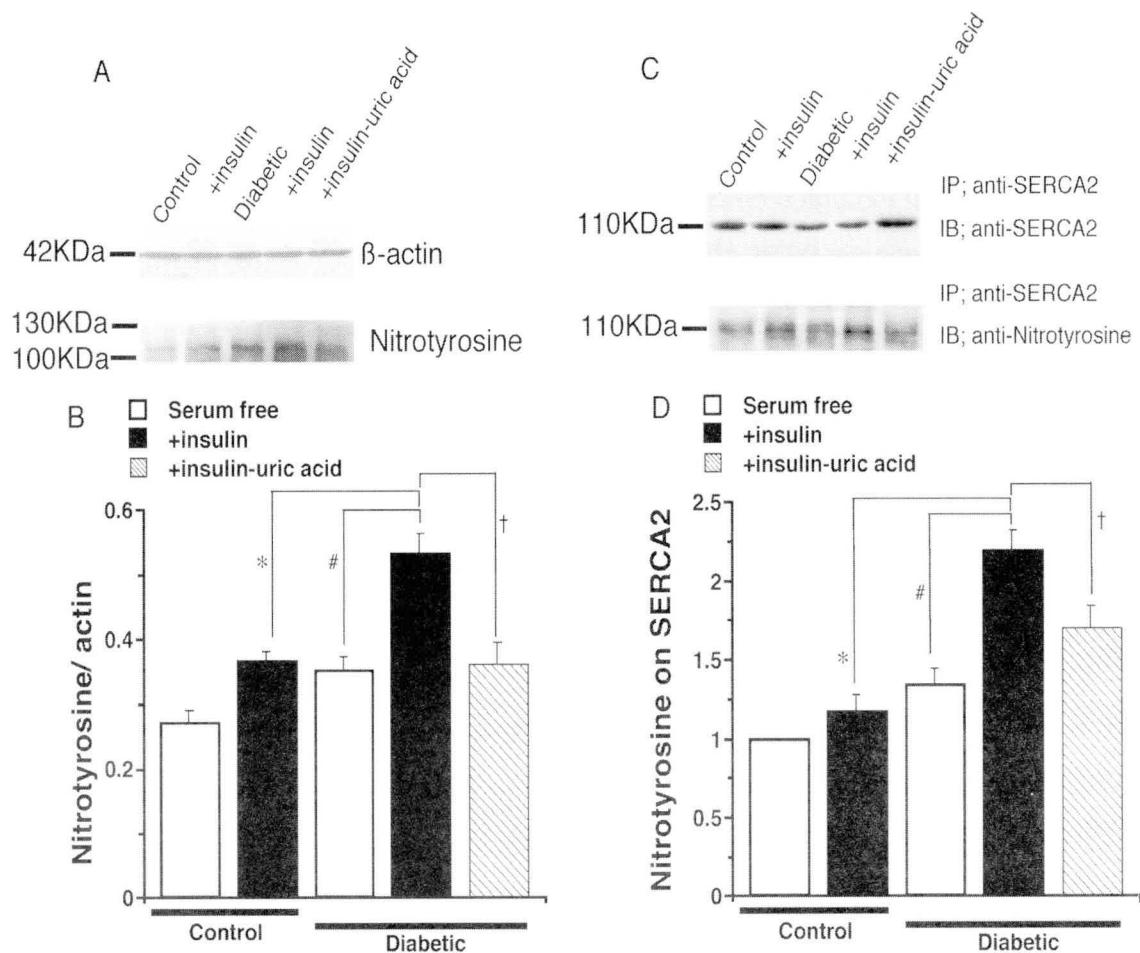 A
Control
+insulin
Diabetic
+insulin
+insulin-uric acid
42KDa
ß-actin
130KDa
100KDa
Nitrotyrosine
B
Serum free
+insulin
+insulin-uric acid
Nitrotyrosine/ actin
0.6
0.4
0.2
0
*
#
†
Control
Diabetic
C
Control
+insulin
Diabetic
+insulin
+insulin-uric acid
IP; anti-SERCA2
110KDa
IB; anti-SERCA2
IP; anti-SERCA2
110KDa
IB; anti-Nitrotyrosine
D
Serum free
+insulin
+insulin-uric acid
Nitrotyrosine on SERCA2
2.5
2
1.5
1
0.5
0
*
#
†
Control
Diabetic